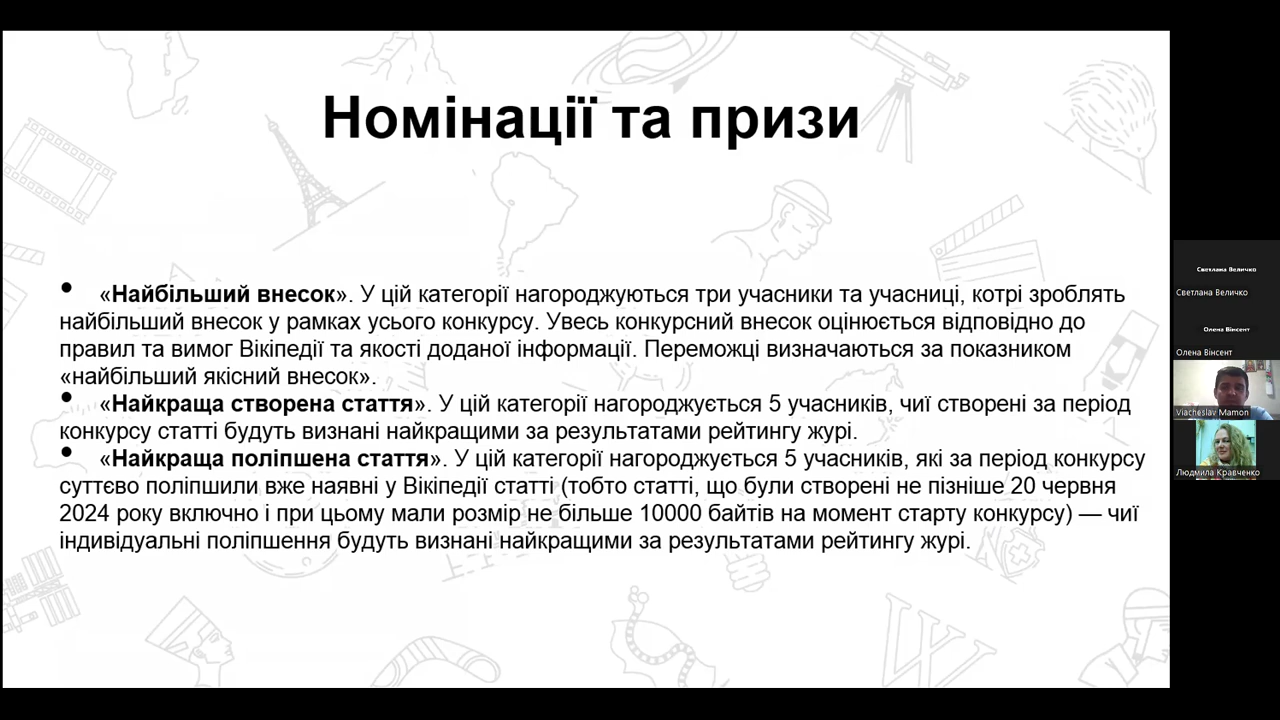 Номінації та призи
• «Найбільший внесок». У цій категорії нагороджуються три учасники та учасниці, котрі зроблять
найбільший внесок у рамках усього конкурсу. Увесь конкурсний внесок оцінюється відповідно до
правил та вимог Вікіпедії та якості доданої інформації. Переможці визначаються за показником
«найбільший якісний внесок».
• «Найкраща створена стаття». У цій категорії нагороджується 5 учасників, чиї створені за період
конкурсу статті будуть визнані найкращими за результатами рейтингу журі.
• «Найкраща поліпшена стаття». У цій категорії нагороджується 5 учасників, які за період конкурсу
суттєво поліпшили вже наявні у Вікіпедії статті (тобто статті, що були створені не пізніше 20 червня
2024 року включно і при цьому мали розмір не більше 10000 байтів на момент старту конкурсу) — чиї
індивідуальні поліпшення будуть визнані найкращими за результатами рейтингу журі.
Светлана Величко
Светлана Величко
Олена Вінсент
Олена Вінсент
Viacheslav Mamon
Людмила Кравченко